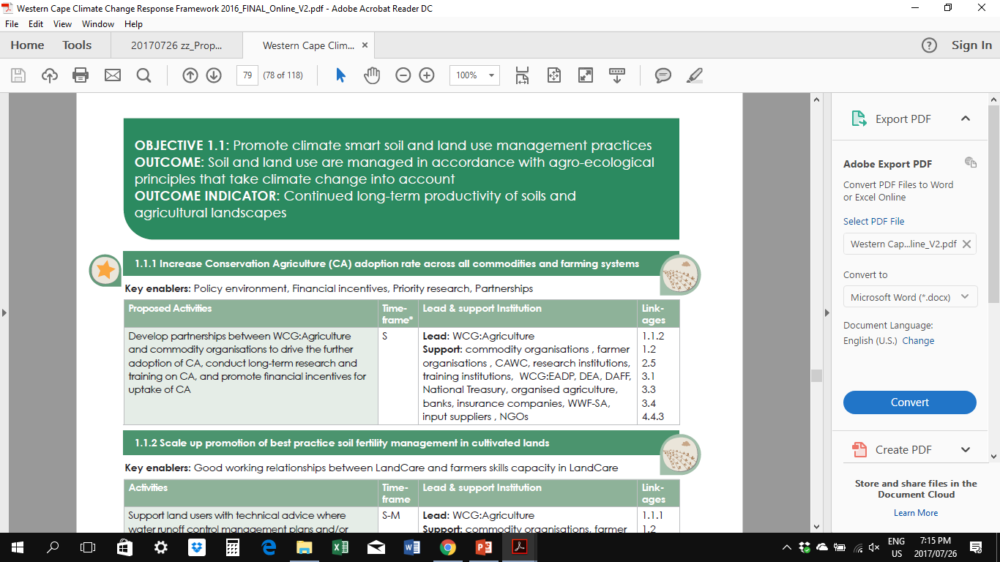 Western Cape Climate Change Response Framework 2016_FINAL_Online_V2.pdf - Adobe Acrobat Reader DC
File Edit View Window Help
Home Tools 20170726 zz_Prop... Western Cape Clim... × Sign In
79 (78 of 118) 100%
OBJECTIVE 1.1: Promote climate smart soil and land use management practices
OUTCOME: Soil and land use are managed in accordance with agro-ecological
principles that take climate change into account
OUTCOME INDICATOR: Continued long-term productivity of soils and
agricultural landscapes
1.1.1 Increase Conservation Agriculture (CA) adoption rate across all commodities and farming systems
Key enablers: Policy environment, Financial incentives, Priority research, Partnerships
Proposed Activities
Time-
frame*
Lead & support Institution
Link-
ages
Develop partnerships between WCG:Agriculture
and commodity organisations to drive the further
adoption of CA, conduct long-term research and
training on CA, and promote financial incentives for
uptake of CA
S
Lead: WCG:Agriculture
Support: commodity organisations , farmer
organisations , CAWC, research institutions,
training institutions, WCG:EADP, DEA, DAFF,
National Treasury, organised agriculture,
banks, insurance companies, WWF-SA,
input suppliers , NGOs
1.1.2
1.2
2.5
3.1
3.3
3.4
4.4.3
1.1.2 Scale up promotion of best practice soil fertility management in cultivated lands
Key enablers: Good working relationships between LandCare and farmers skills capacity in LandCare
Activities
Time-
frame
Lead & support Institution
Link-
ages
Support land users with technical advice where
water runoff control management plans and/or
S-M
Lead: WCG:Agriculture
Support: commodity organisations, farmer
1.1.1
1.2
Export PDF
Adobe Export PDF
Convert PDF Files to Word
or Excel Online
Select PDF File
Western Cap...line_V2.pdf
Convert to
Microsoft Word (*.docx)
Document Language:
English (U.S.) Change
Convert
Create PDF
Store and share files in the
Document Cloud
Learn More
ENG
US
7:15 PM
2017/07/26